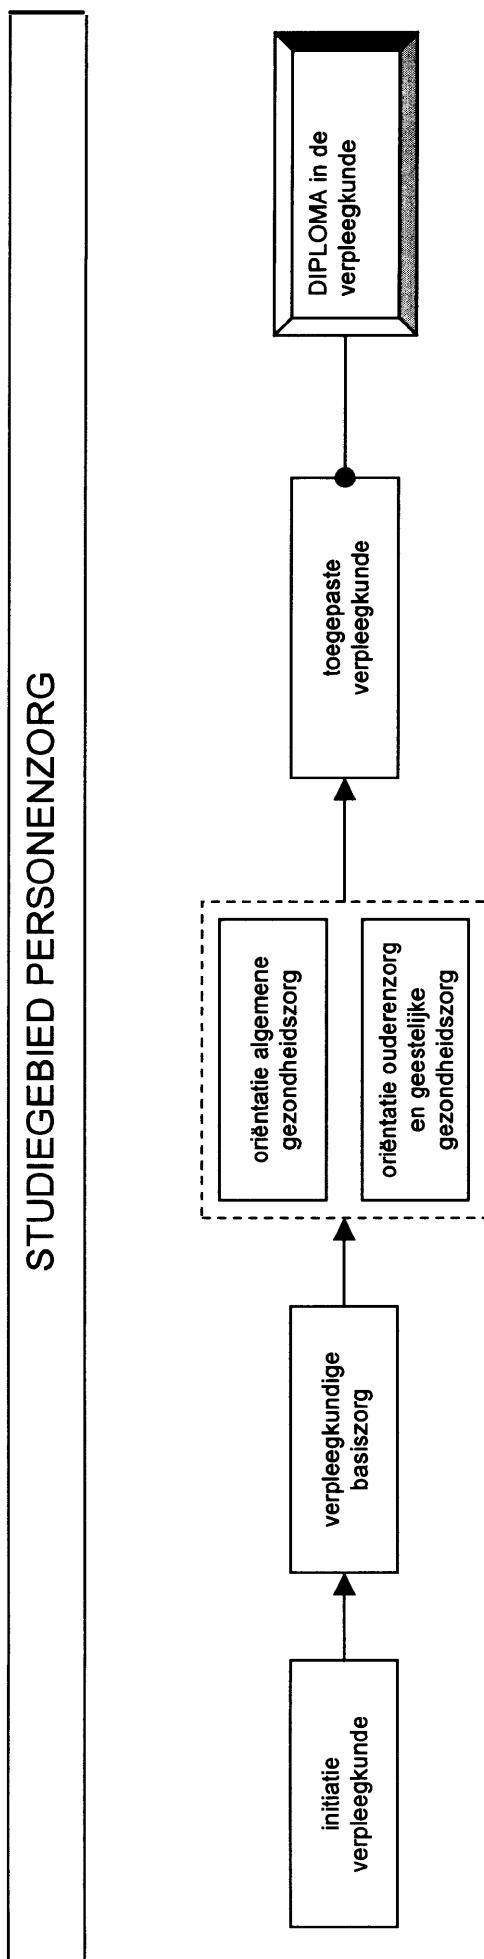 STUDIEGEBIED PERSONENZORG
initiatie
verpleegkunde
verpleegkundige
basiszorg
oriëntatie algemene
gezondheidszorg
oriëntatie ouderenzorg
en geestelijke
gezondheidszorg
toegepaste
verpleegkunde
DIPLOMA in de
verpleegkunde